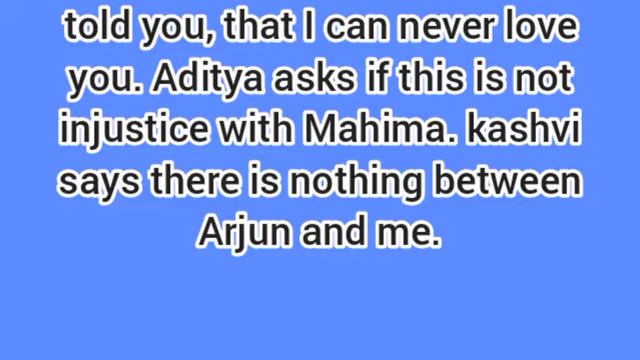 told you, that I can never love
you. Aditya asks if this is not
injustice with Mahima. kashvi
says there is nothing between
Arjun and me.